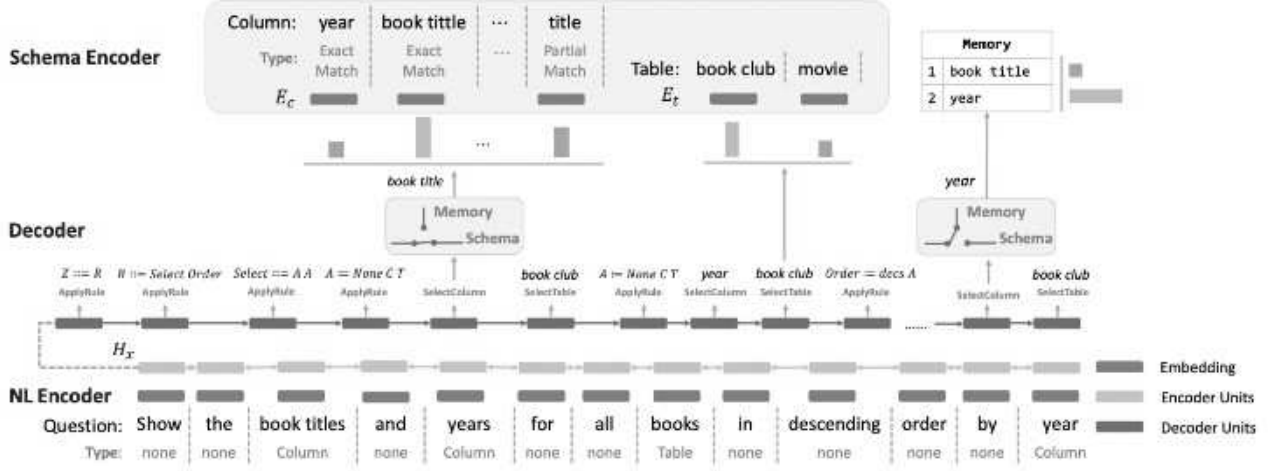 Schema Encoder
Column: year book tittle ... title
Type: Exact Match Exact Match ... Partial Match
E_c
Table: book club movie
E_t
Memory
1 book title
2 year
...
book title
year
Decoder
Memory
Schema
Memory
Schema
Z ::= R R ::= Select Order Select ::= A A A ::= None C T book club A ::= None C T year book club Order ::= decs A book club
ApplyRule ApplyRule ApplyRule ApplyRule SelectColumn SelectTable ApplyRule SelectColumn SelectTable ApplyRule SelectColumn SelectTable
......
H_x
Embedding
NL Encoder
Encoder Units
Question: Show the book titles and years for all books in descending order by year
Decoder Units
Type: none none Column none Column none none Table none none none none Column